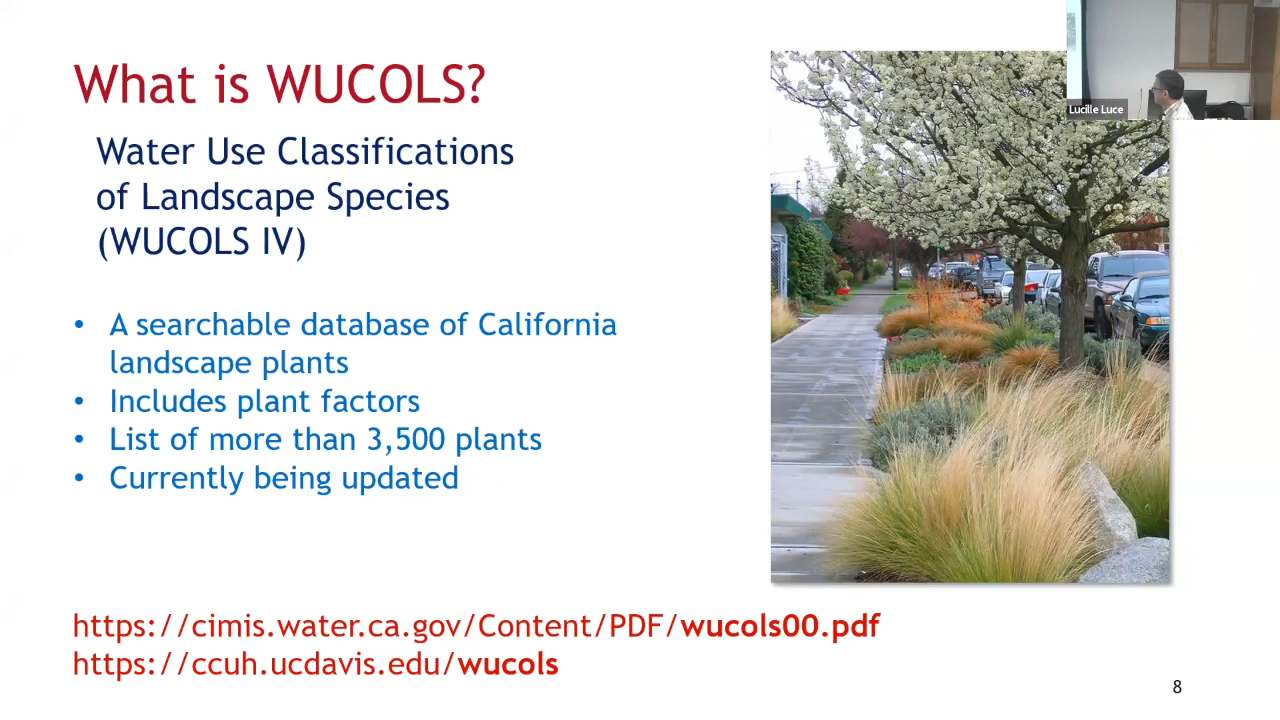 What is WUCOLS?
Water Use Classifications
of Landscape Species
(WUCOLS IV)
• A searchable database of California
landscape plants
• Includes plant factors
• List of more than 3,500 plants
• Currently being updated
https://cimis.water.ca.gov/Content/PDF/wucols00.pdf
https://ccuh.ucdavis.edu/wucols
Lucille Luce
8